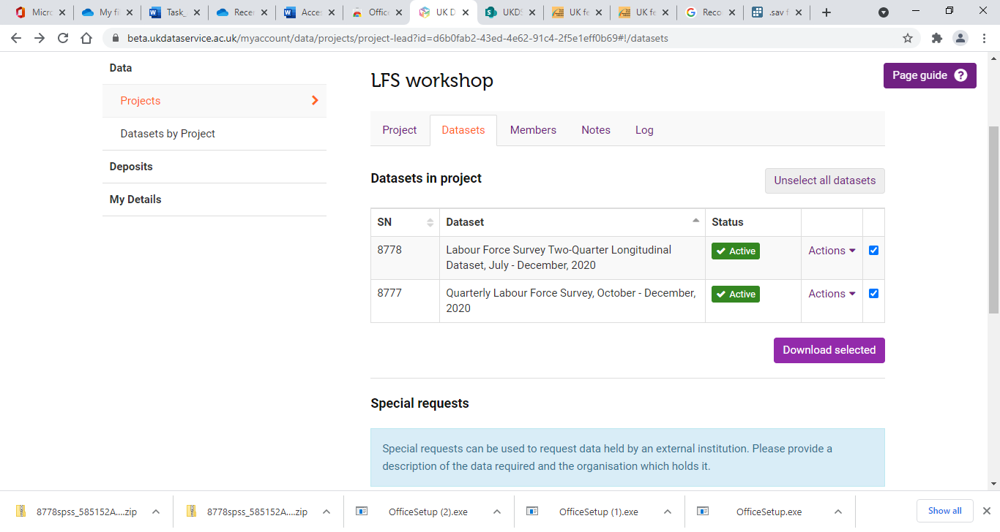 Micro
My fil
Task_
Recen
Acces
Office
UK D
UKDS
UK fe
UK fe
Reco
.sav f
beta.ukdataservice.ac.uk/myaccount/data/projects/project-lead?id=d6b0fab2-43ed-4e62-91c4-2f5e1eff0b69#!/datasets
Data
Projects
Datasets by Project
Deposits
My Details
LFS workshop
Page guide ?
Project Datasets Members Notes Log
Datasets in project
Unselect all datasets
SN Dataset Status
8778 Labour Force Survey Two-Quarter Longitudinal Active Actions
Dataset, July - December, 2020
8777 Quarterly Labour Force Survey, October - December, Active Actions
2020
Download selected
Special requests
Special requests can be used to request data held by an external institution. Please provide a
description of the data required and the organisation which holds it.
8778spss_585152A....zip
8778spss_585152A....zip
OfficeSetup (2).exe
OfficeSetup (1).exe
OfficeSetup.exe
Show all